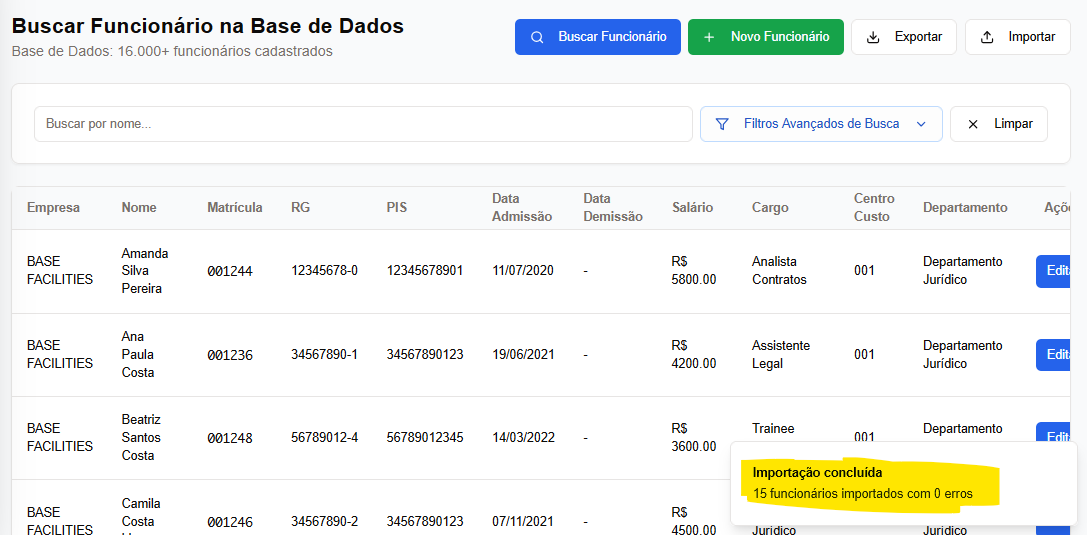 Buscar Funcionário na Base de Dados
Base de Dados: 16.000+ funcionários cadastrados
Buscar Funcionário
Novo Funcionário
Exportar
Importar
Buscar por nome...
Filtros Avançados de Busca
Limpar
Empresa Nome Matrícula RG PIS Data Admissão Data Demissão Salário Cargo Centro Custo Departamento Açõ
BASE FACILITIES Amanda Silva Pereira 001244 12345678-0 12345678901 11/07/2020 - R$ 5800.00 Analista Contratos 001 Departamento Jurídico Edita
BASE FACILITIES Ana Paula Costa 001236 34567890-1 34567890123 19/06/2021 - R$ 4200.00 Assistente Legal 001 Departamento Jurídico Edita
BASE FACILITIES Beatriz Santos Costa 001248 56789012-4 56789012345 14/03/2022 - R$ 3600.00 Trainee 001 Departamento Edita
BASE FACILITIES Camila Costa 001246 34567890-2 34567890123 07/11/2021 - R$ 4500.00 Jurídico
Importação concluída
15 funcionários importados com 0 erros